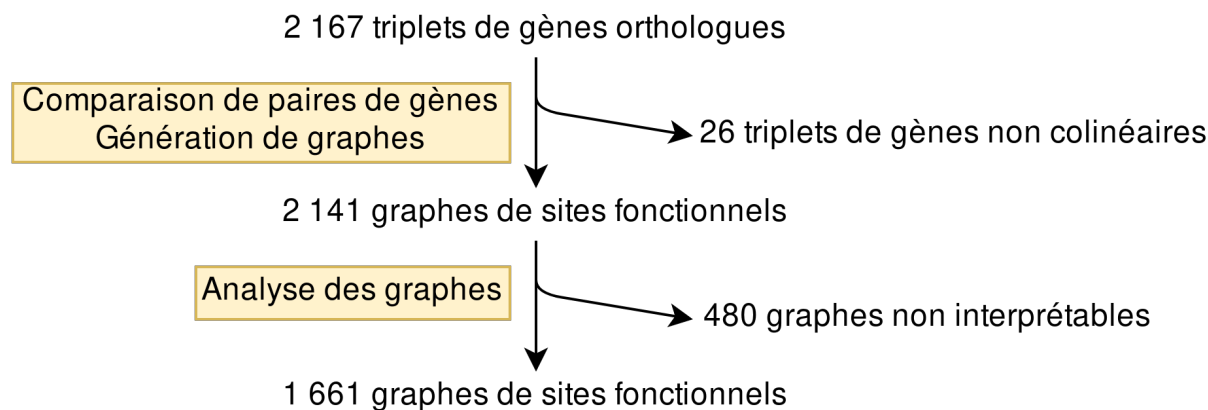 2 167 triplets de gènes orthologues
Comparaison de paires de gènes
Génération de graphes
26 triplets de gènes non colinéaires
2 141 graphes de sites fonctionnels
Analyse des graphes
480 graphes non interprétables
1 661 graphes de sites fonctionnels